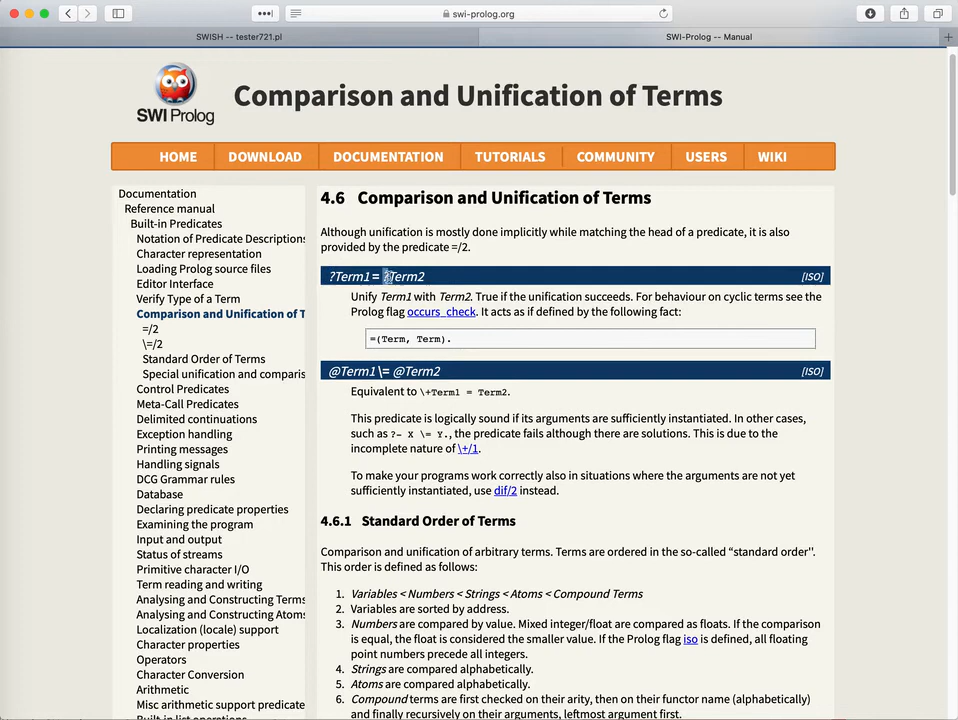 swi-prolog.org
SWISH -- tester721.pl
SWI-Prolog -- Manual
SWI Prolog
Comparison and Unification of Terms
HOME
DOWNLOAD
DOCUMENTATION
TUTORIALS
COMMUNITY
USERS
WIKI
Documentation
Reference manual
Built-in Predicates
Notation of Predicate Descriptions
Character representation
Loading Prolog source files
Editor Interface
Verify Type of a Term
Comparison and Unification of T
=/2
\=/2
Standard Order of Terms
Special unification and comparis
Control Predicates
Meta-Call Predicates
Delimited continuations
Exception handling
Printing messages
Handling signals
DCG Grammar rules
Database
Declaring predicate properties
Examining the program
Input and output
Status of streams
Primitive character I/O
Term reading and writing
Analysing and Constructing Terms
Analysing and Constructing Atoms
Localization (locale) support
Character properties
Operators
Character Conversion
Arithmetic
Misc arithmetic support predicate
Built-in list operations
4.6 Comparison and Unification of Terms
Although unification is mostly done implicitly while matching the head of a predicate, it is also
provided by the predicate =/2.
?Term1 = ?Term2 [ISO]
Unify Term1 with Term2. True if the unification succeeds. For behaviour on cyclic terms see the
Prolog flag occurs_check. It acts as if defined by the following fact:
=(Term, Term).
@Term1 \= @Term2 [ISO]
Equivalent to \+Term1 = Term2.
This predicate is logically sound if its arguments are sufficiently instantiated. In other cases,
such as ?- X \= Y., the predicate fails although there are solutions. This is due to the
incomplete nature of \+/1.
To make your programs work correctly also in situations where the arguments are not yet
sufficiently instantiated, use dif/2 instead.
4.6.1 Standard Order of Terms
Comparison and unification of arbitrary terms. Terms are ordered in the so-called “standard order''.
This order is defined as follows:
1. Variables < Numbers < Strings < Atoms < Compound Terms
2. Variables are sorted by address.
3. Numbers are compared by value. Mixed integer/float are compared as floats. If the comparison
is equal, the float is considered the smaller value. If the Prolog flag iso is defined, all floating
point numbers precede all integers.
4. Strings are compared alphabetically.
5. Atoms are compared alphabetically.
6. Compound terms are first checked on their arity, then on their functor name (alphabetically)
and finally recursively on their arguments, leftmost argument first.